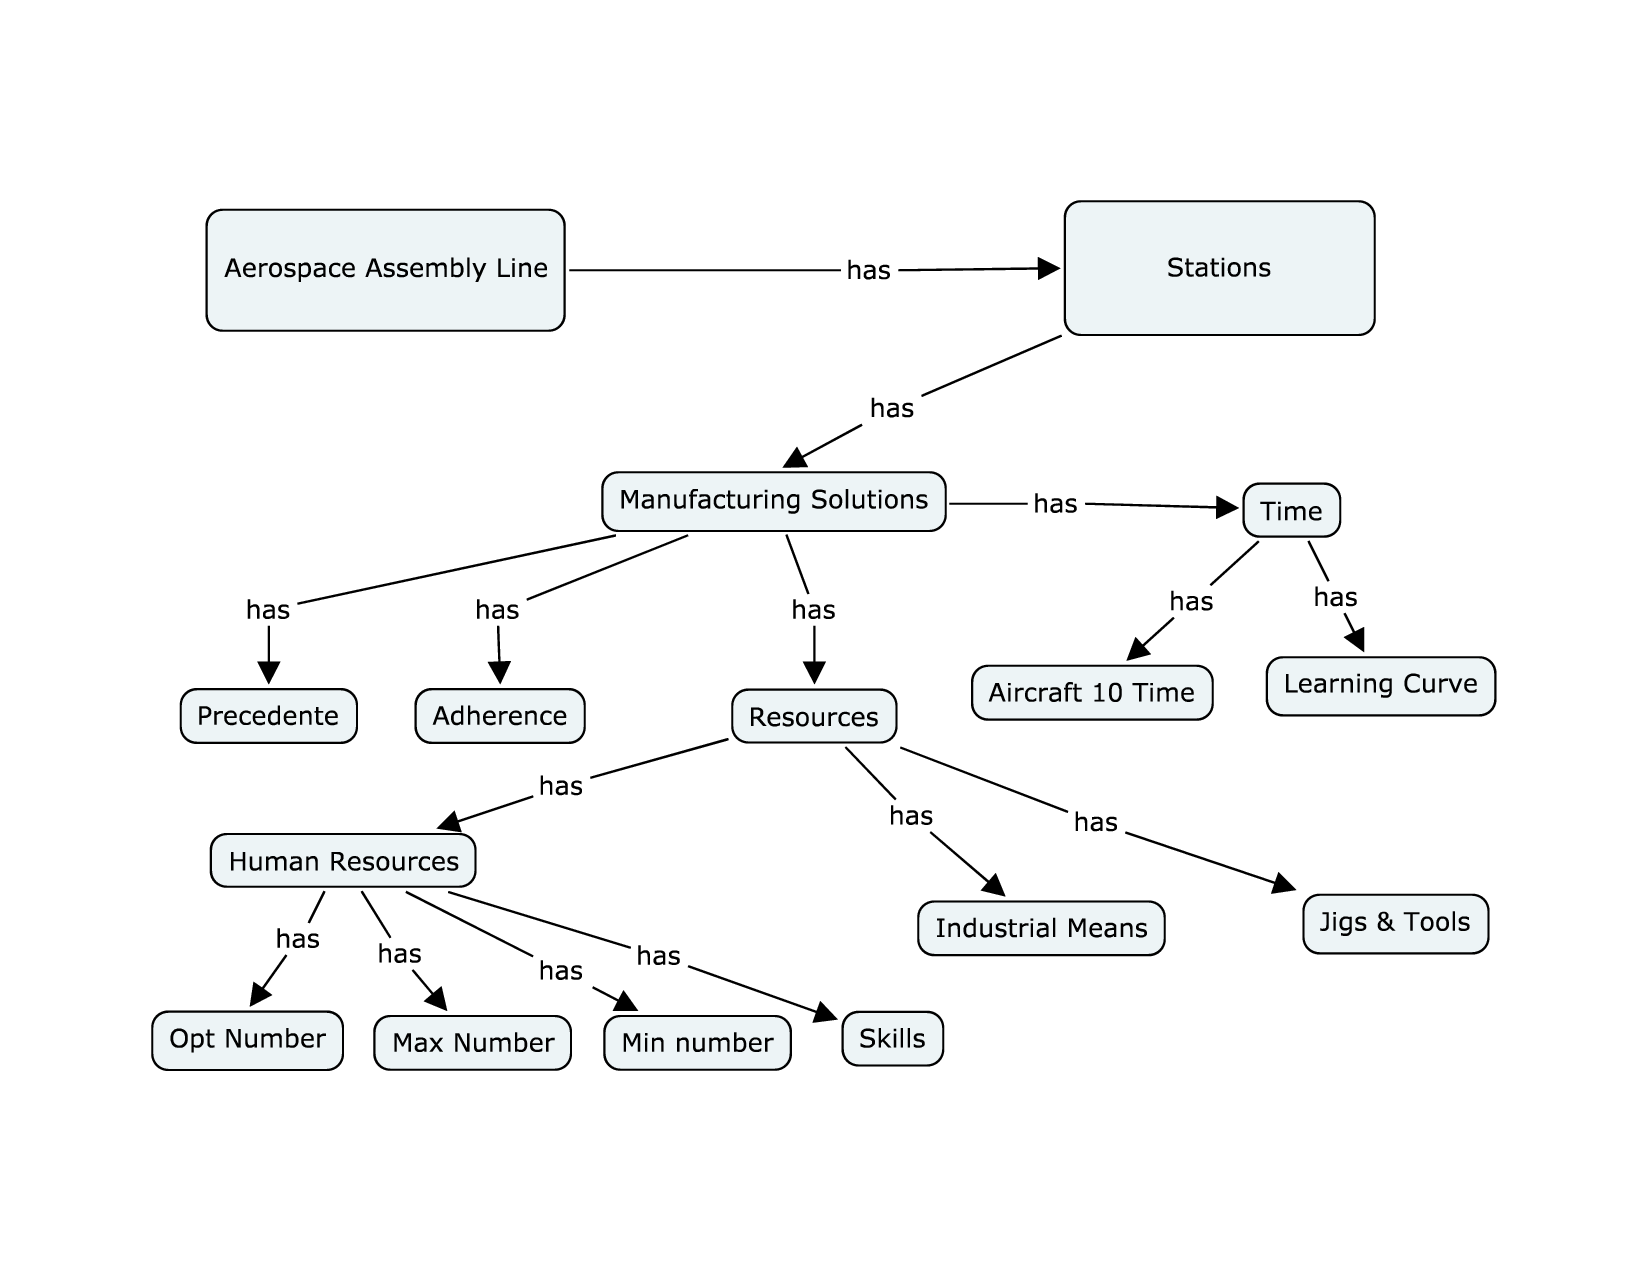 Aerospace Assembly Line
has
Stations
has
Manufacturing Solutions
has
Time
has
has
has
has
has
Precedente
Adherence
Resources
Aircraft 10 Time
Learning Curve
has
has
has
Human Resources
Industrial Means
Jigs & Tools
has
has
has
has
Opt Number
Max Number
Min number
Skills